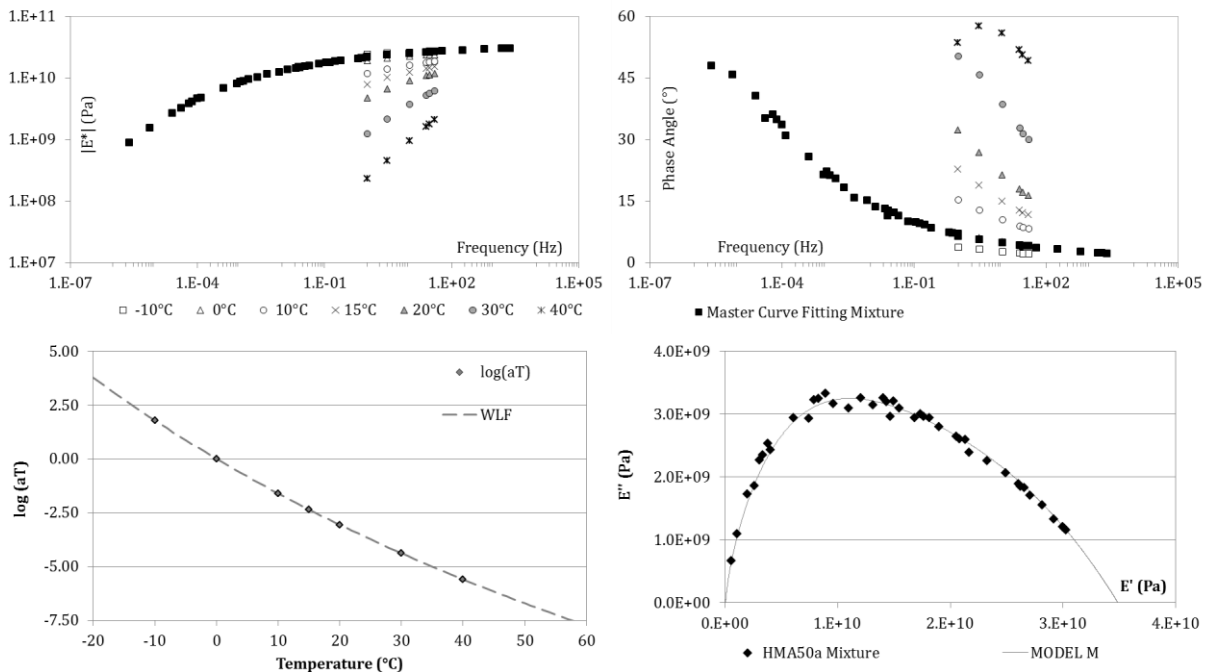 1.E+11
1.E+10
1.E+09
1.E+08
1.E+07
|E*| (Pa)
Frequency (Hz)
1.E-07 1.E-04 1.E-01 1.E+02 1.E+05
-10°C 0°C 10°C 15°C 20°C 30°C 40°C
60
45
30
15
0
Phase Angle (°)
Frequency (Hz)
1.E-07 1.E-04 1.E-01 1.E+02 1.E+05
Master Curve Fitting Mixture
5.00
2.50
0.00
-2.50
-5.00
-7.50
log (aT)
log(aT)
WLF
-20 -10 0 10 20 30 40 50 60
Temperature (°C)
4.0E+09
3.0E+09
2.0E+09
1.0E+09
0.0E+00
E'' (Pa)
E' (Pa)
0.E+00 1.E+10 2.E+10 3.E+10 4.E+10
HMA50a Mixture MODEL M